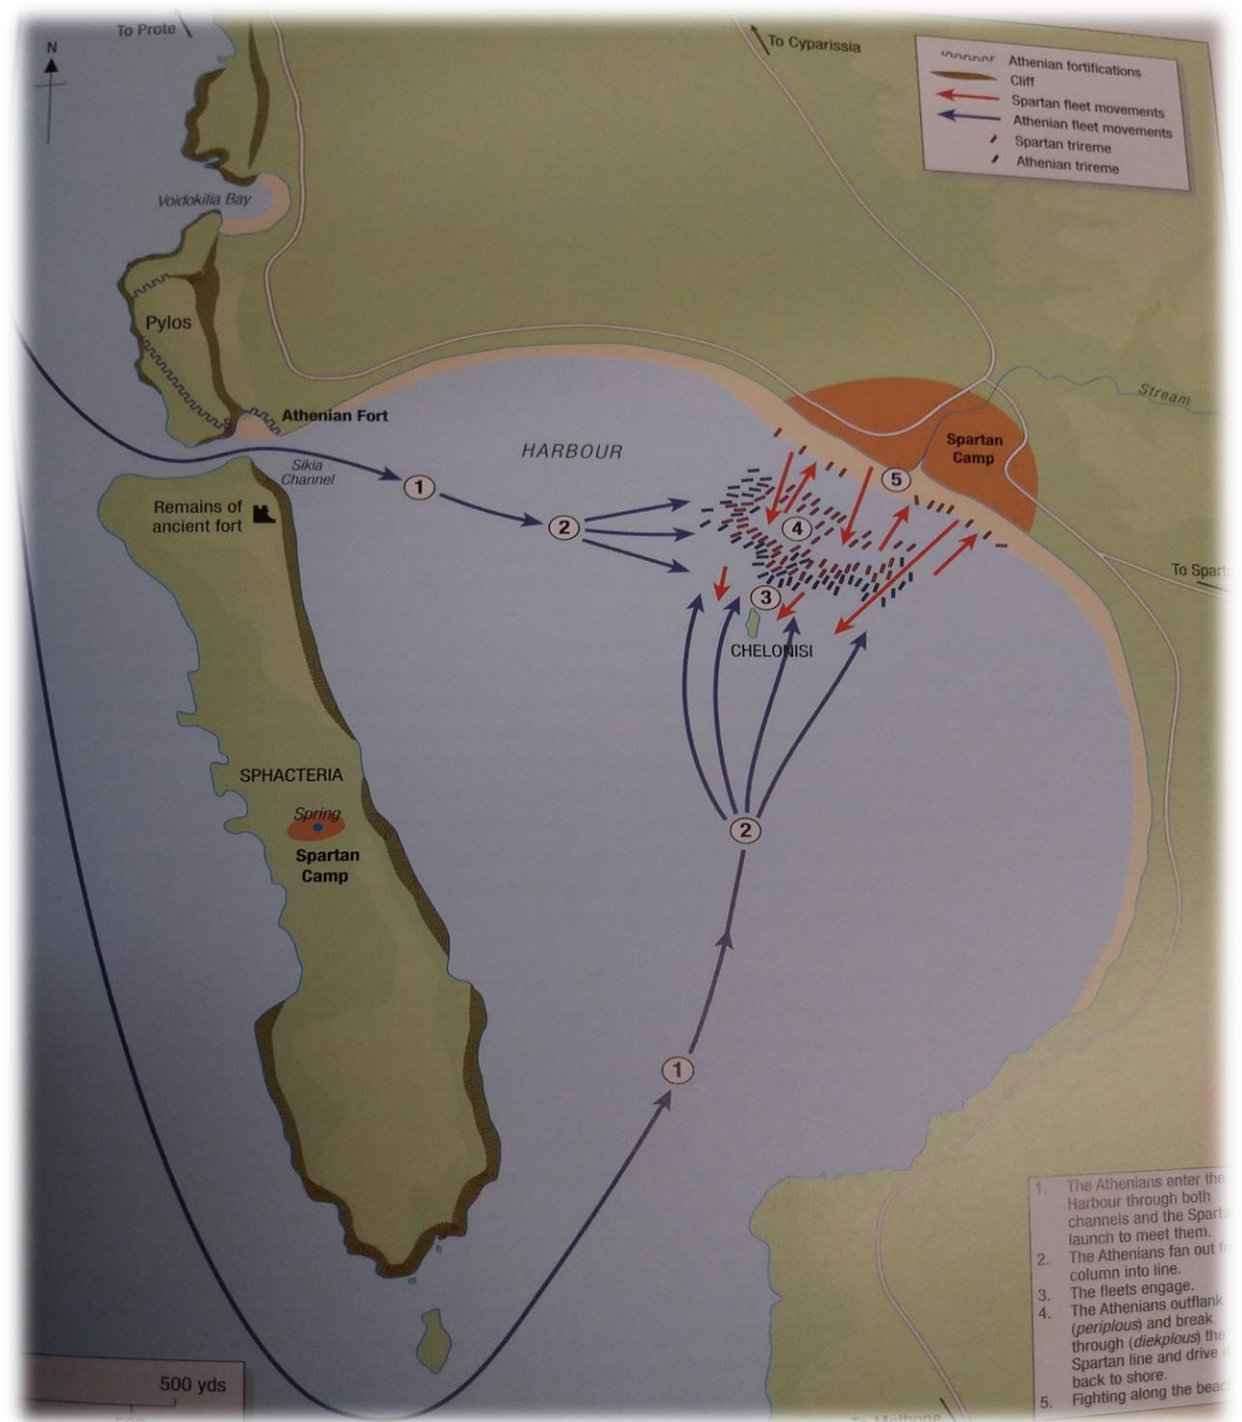 To Prote
N
To Cyparissia
Athenian fortifications
Cliff
Spartan fleet movements
Athenian fleet movements
Spartan trireme
Athenian trireme
Voidokilia Bay
Pylos
Athenian Fort
Sikia
Channel
HARBOUR
Stream
Spartan
Camp
1
2
3
4
5
Remains of
ancient fort
To Spart
CHELONISI
SPHACTERIA
Spring
Spartan
Camp
2
1
1. The Athenians enter the
Harbour through both
channels and the Sparta
launch to meet them.
2. The Athenians fan out
column into line.
3. The fleets engage.
4. The Athenians outflank
(periplous) and break
through (diekplous) the
Spartan line and drive
back to shore.
5. Fighting along the beac
500 yds
To Methone